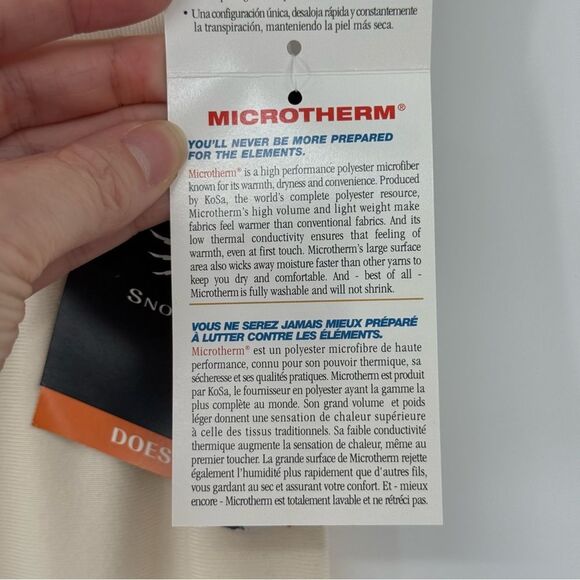 • Una configuración única, desaloja rápida y constantemente
la transpiración, manteniendo la piel más seca.
MICROTHERM®
YOU'LL NEVER BE MORE PREPARED
FOR THE ELEMENTS.
Microtherm® is a high performance polyester microfiber
known for its warmth, dryness and convenience. Produced
by KoSa, the world's complete polyester resource,
Microtherm's high volume and light weight make
fabrics feel warmer than conventional fabrics. And its
low thermal conductivity ensures that feeling of
warmth, even at first touch. Microtherm's large surface
area also wicks away moisture faster than other yarns to
keep you dry and comfortable. And - best of all -
Microtherm is fully washable and will not shrink.
SNO
DOES
VOUS NE SEREZ JAMAIS MIEUX PRÉPARÉ
À LUTTER CONTRE LES ÉLÉMENTS.
Microtherm® est un polyester microfibre de haute
performance, connu pour son pouvoir thermique, sa
sécheresse et ses qualités pratiques. Microtherm est produit
par KoSa, le fournisseur en polyester ayant la gamme la
plus complète au monde. Son grand volume et poids
léger donnent une sensation de chaleur supérieure
à celle des tissus traditionnels. Sa faible conductivité
thermique augmente la sensation de chaleur, même au
premier toucher. La grande surface de Microtherm rejette
également l'humidité plus rapidement que d'autres fils,
vous gardant au sec et assurant votre confort. Et - mieux
encore - Microtherm est totalement lavable et ne rétréci pas.